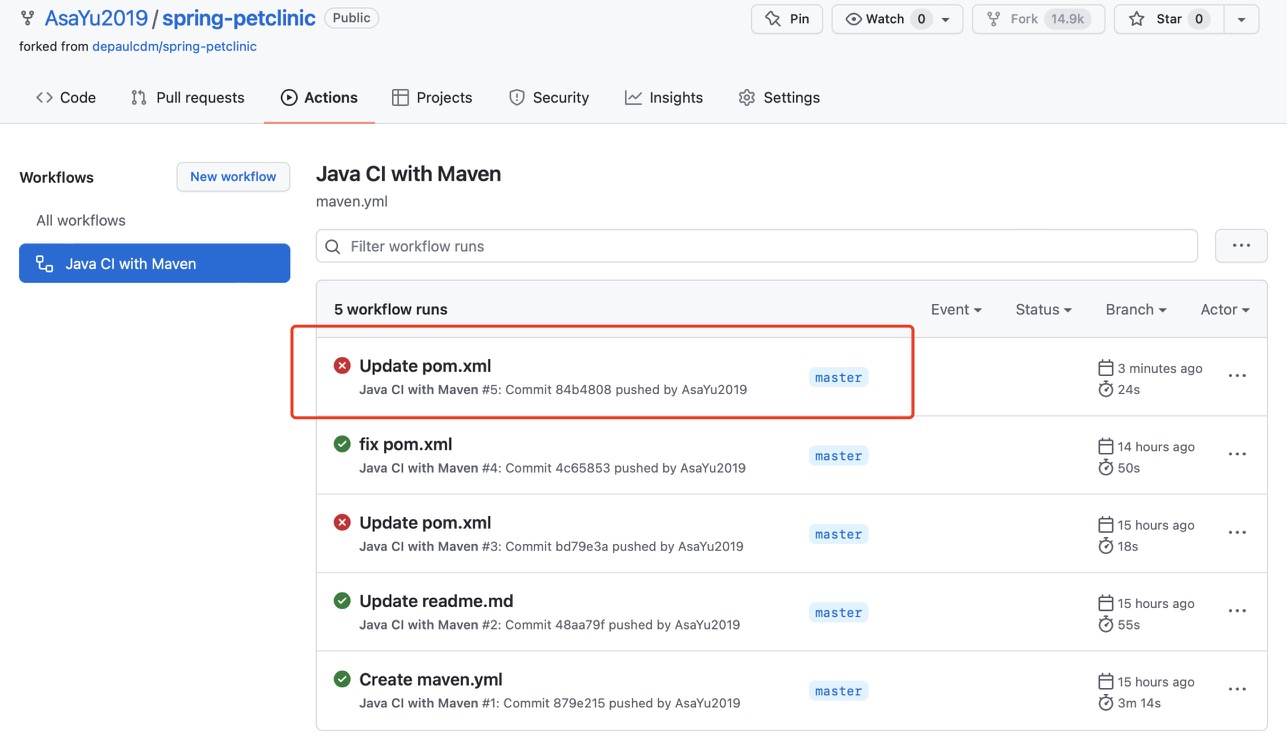 AsaYu2019 / spring-petclinic Public Pin Watch 0 Fork 14.9k Star 0
forked from depaulcdm/spring-petclinic
Code Pull requests Actions Projects Security Insights Settings
Workflows New workflow
All workflows
Java CI with Maven
Java CI with Maven
maven.yml
Filter workflow runs
5 workflow runs Event Status Branch Actor
Update pom.xml
Java CI with Maven #5: Commit 84b4808 pushed by AsaYu2019
master
3 minutes ago
24s
fix pom.xml
Java CI with Maven #4: Commit 4c65853 pushed by AsaYu2019
master
14 hours ago
50s
Update pom.xml
Java CI with Maven #3: Commit bd79e3a pushed by AsaYu2019
master
15 hours ago
18s
Update readme.md
Java CI with Maven #2: Commit 48aa79f pushed by AsaYu2019
master
15 hours ago
55s
Create maven.yml
Java CI with Maven #1: Commit 879e215 pushed by AsaYu2019
master
15 hours ago
3m 14s